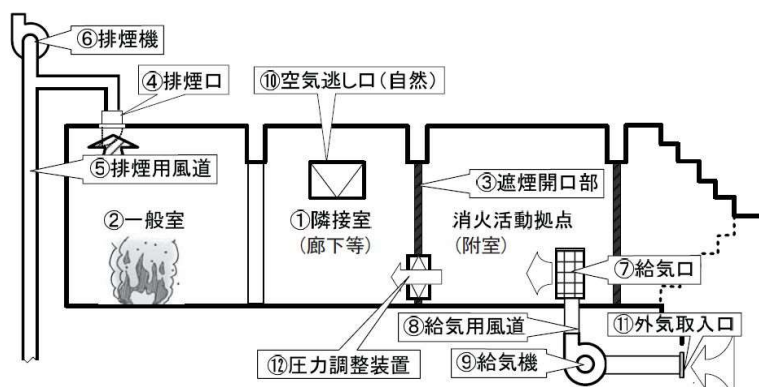 ⑥排煙機
④排煙口
⑩空気逃し口(自然)
⑤排煙用風道
③遮煙開口部
②一般室
①隣接室
(廊下等)
消火活動拠点
(附室)
⑦給気口
⑧給気用風道
⑪外気取入口
⑫圧力調整装置
⑨給気機